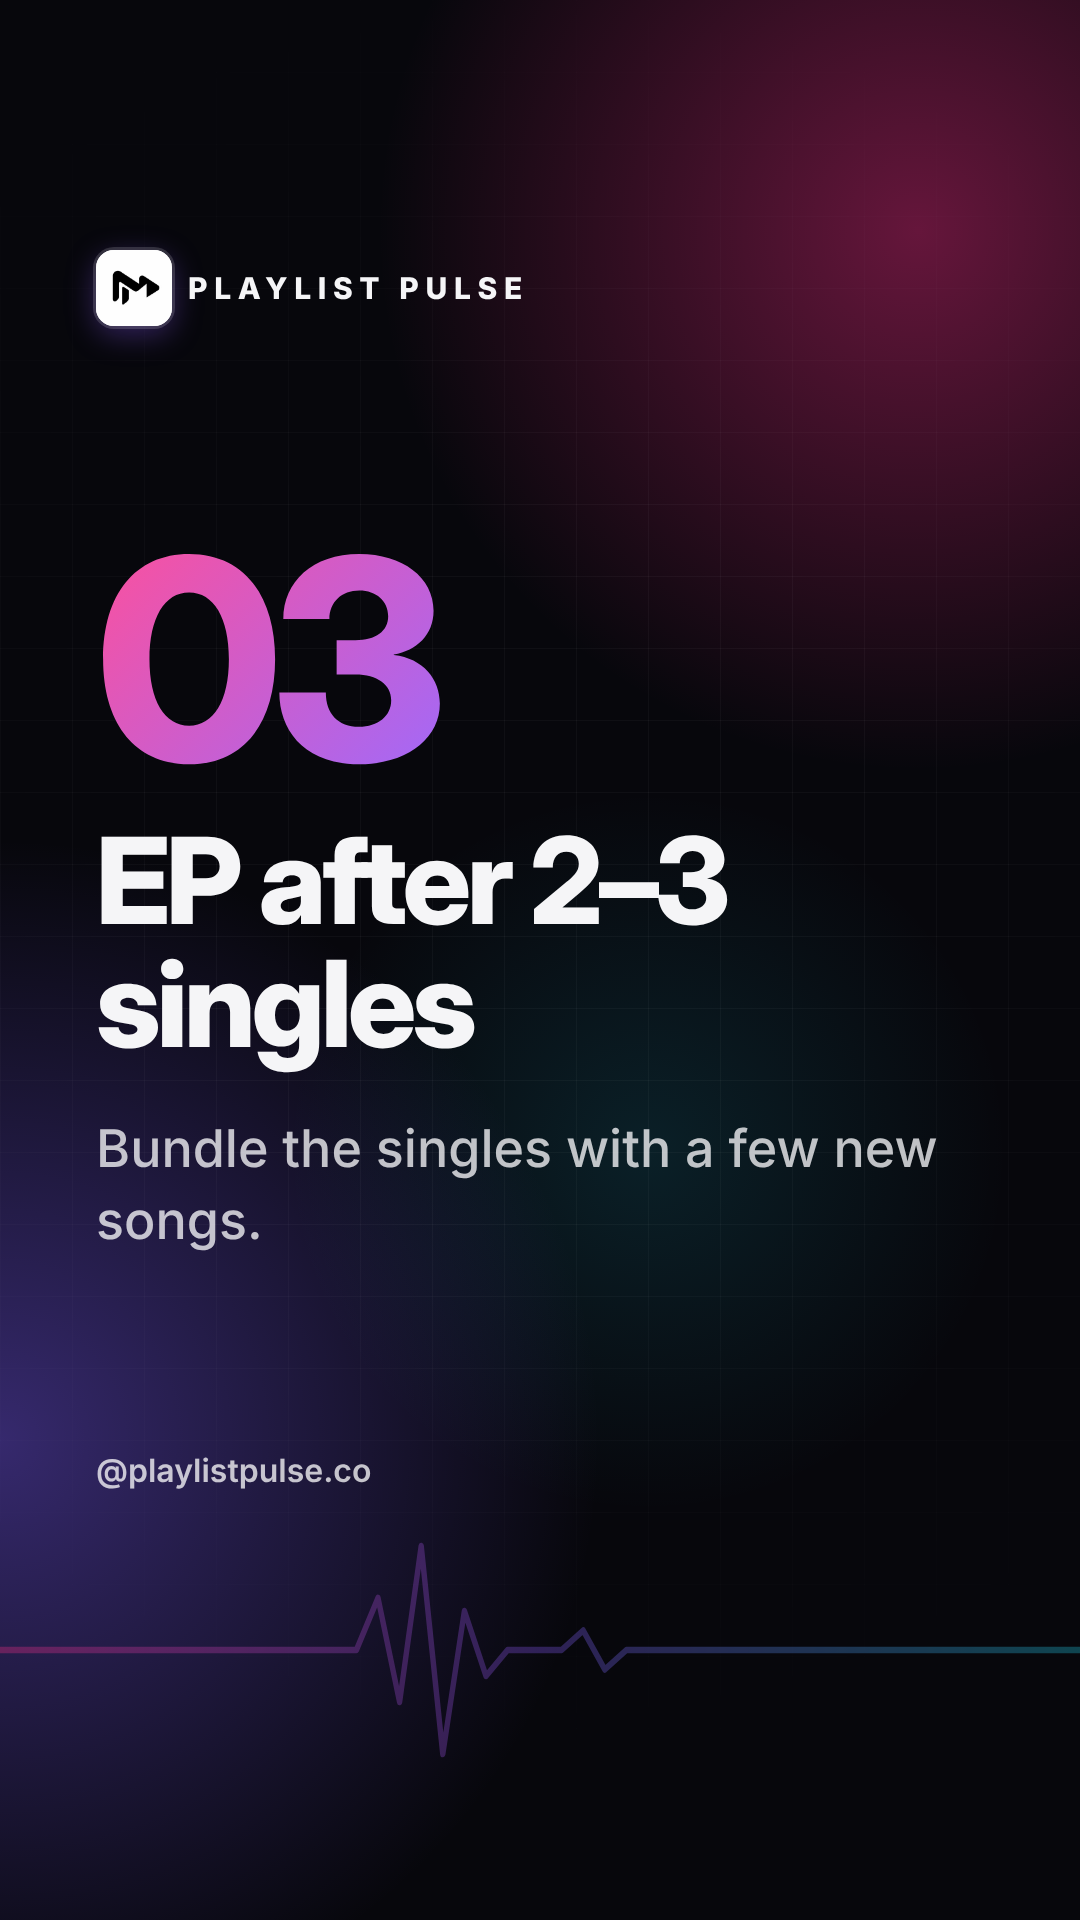 PLAYLIST PULSE
03
EP after 2–3
singles
Bundle the singles with a few new
songs.
@playlistpulse.co